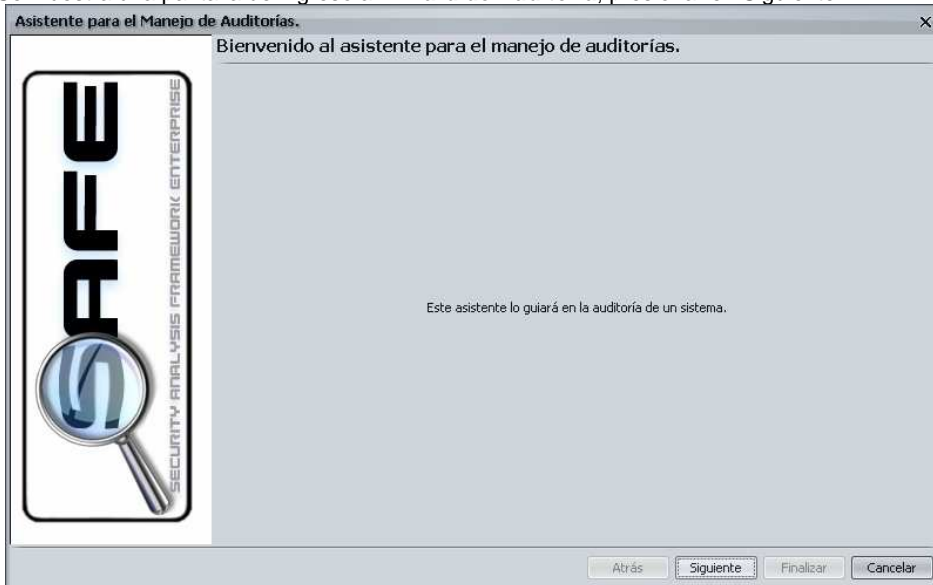 Asistente para el Manejo de Auditorías.
Bienvenido al asistente para el manejo de auditorías.
SAFE
SECURITY ANALYSIS FRAMEWORK ENTERPRISE
Este asistente lo guiará en la auditoría de un sistema.
Atrás
Siguiente
Finalizar
Cancelar